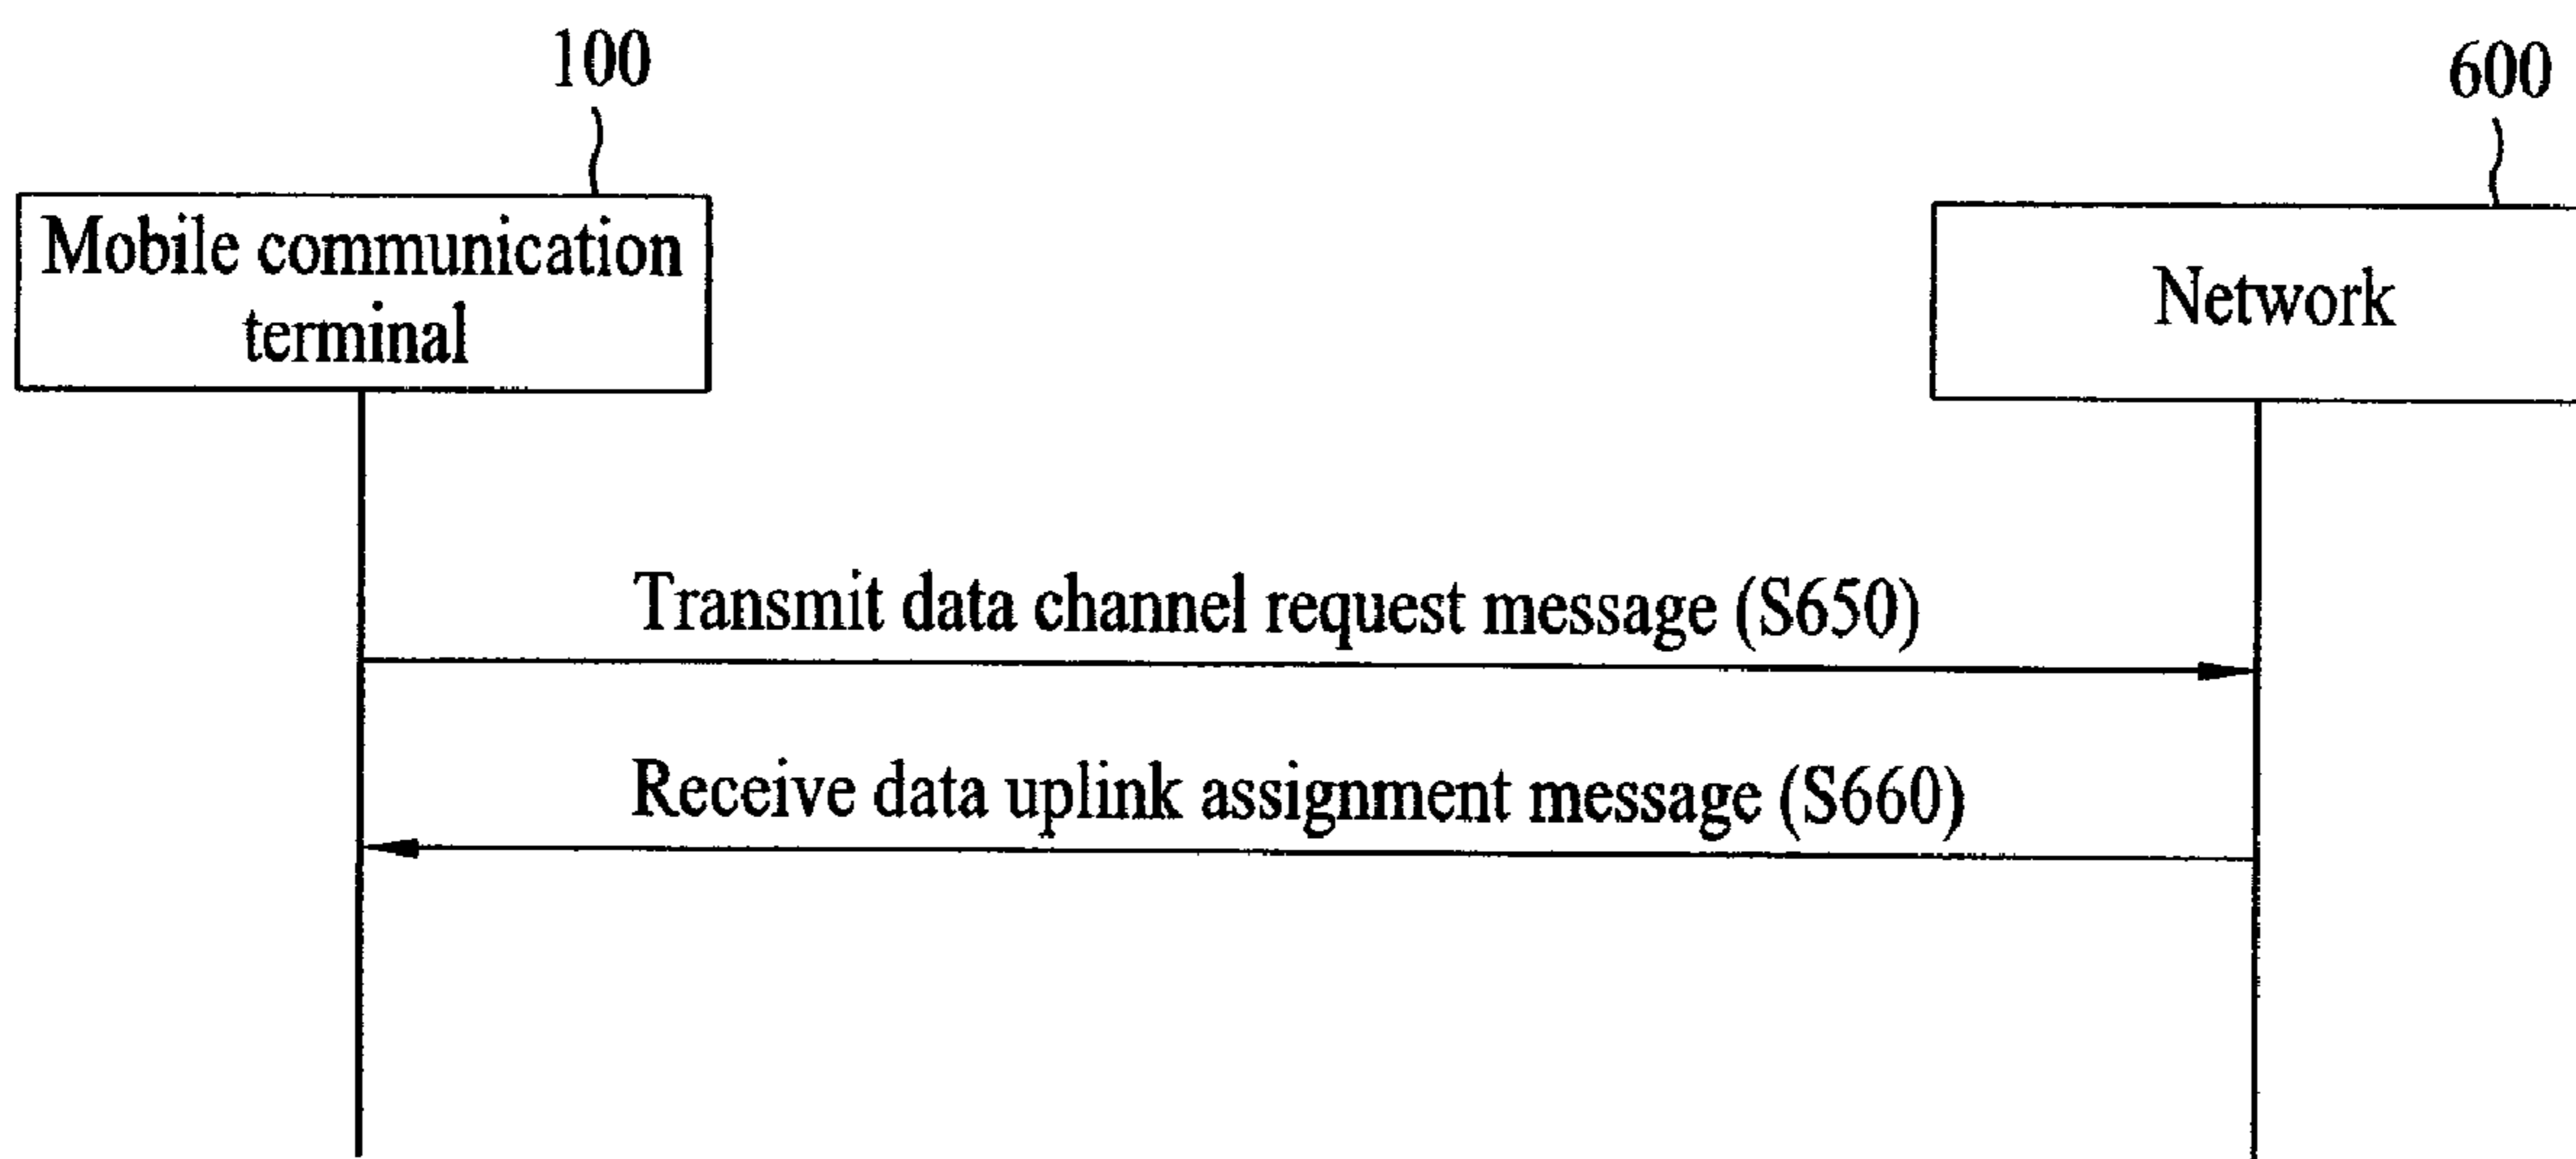 100
600
Mobile communication
terminal
Network
Transmit data channel request message (S650)
Receive data uplink assignment message (S660)